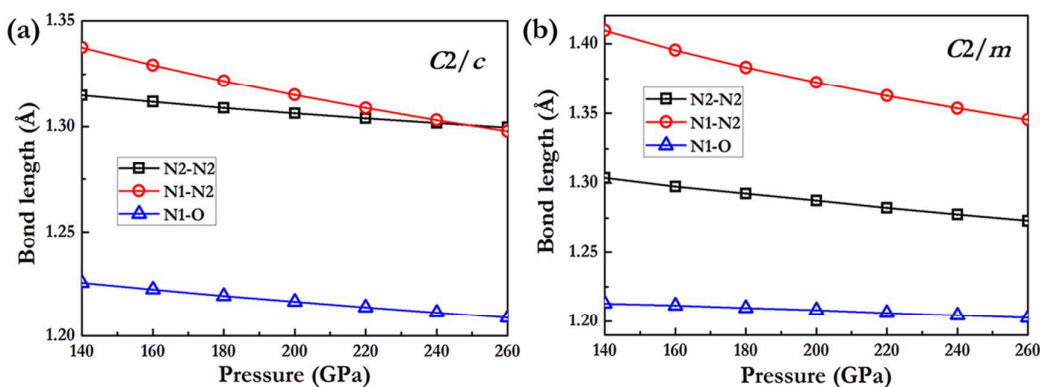 (a)
C2/c
1.35
1.30
1.25
1.20
Bond length (Å)
N2-N2
N1-N2
N1-O
140 160 180 200 220 240 260
Pressure (GPa)
(b)
C2/m
1.40
1.35
1.30
1.25
1.20
Bond length (Å)
N2-N2
N1-N2
N1-O
140 160 180 200 220 240 260
Pressure (GPa)